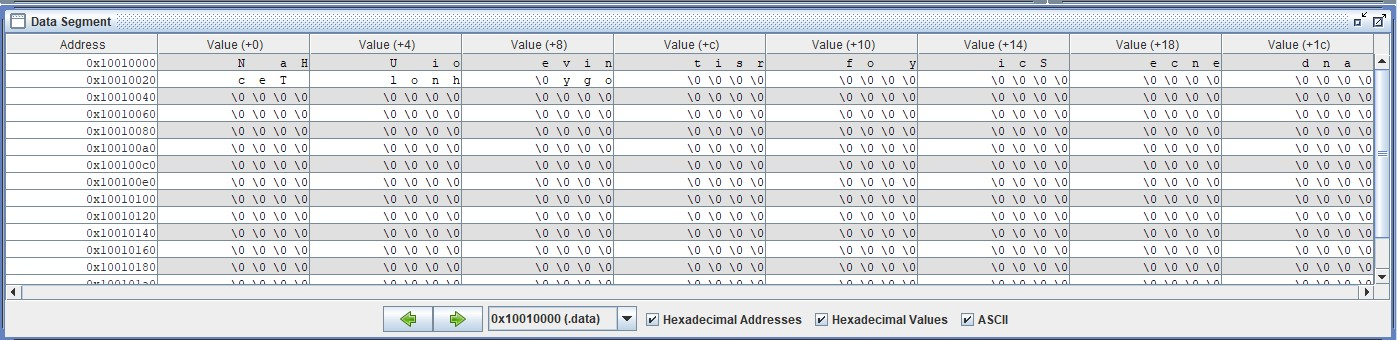 Data Segment
Address Value (+0) Value (+4) Value (+8) Value (+c) Value (+10) Value (+14) Value (+18) Value (+1c)
0x10010000 N a H U i o e v i n t i s r f o y i c S e c n e d n a
0x10010020 c e T l o n h \0 y g o \0 \0 \0 \0 \0 \0 \0 \0 \0 \0 \0 \0 \0 \0 \0 \0 \0 \0 \0 \0
0x10010040 \0 \0 \0 \0 \0 \0 \0 \0 \0 \0 \0 \0 \0 \0 \0 \0 \0 \0 \0 \0 \0 \0 \0 \0 \0 \0 \0 \0 \0 \0 \0 \0
0x10010060 \0 \0 \0 \0 \0 \0 \0 \0 \0 \0 \0 \0 \0 \0 \0 \0 \0 \0 \0 \0 \0 \0 \0 \0 \0 \0 \0 \0 \0 \0 \0 \0
0x10010080 \0 \0 \0 \0 \0 \0 \0 \0 \0 \0 \0 \0 \0 \0 \0 \0 \0 \0 \0 \0 \0 \0 \0 \0 \0 \0 \0 \0 \0 \0 \0 \0
0x100100a0 \0 \0 \0 \0 \0 \0 \0 \0 \0 \0 \0 \0 \0 \0 \0 \0 \0 \0 \0 \0 \0 \0 \0 \0 \0 \0 \0 \0 \0 \0 \0 \0
0x100100c0 \0 \0 \0 \0 \0 \0 \0 \0 \0 \0 \0 \0 \0 \0 \0 \0 \0 \0 \0 \0 \0 \0 \0 \0 \0 \0 \0 \0 \0 \0 \0 \0
0x100100e0 \0 \0 \0 \0 \0 \0 \0 \0 \0 \0 \0 \0 \0 \0 \0 \0 \0 \0 \0 \0 \0 \0 \0 \0 \0 \0 \0 \0 \0 \0 \0 \0
0x10010100 \0 \0 \0 \0 \0 \0 \0 \0 \0 \0 \0 \0 \0 \0 \0 \0 \0 \0 \0 \0 \0 \0 \0 \0 \0 \0 \0 \0 \0 \0 \0 \0
0x10010120 \0 \0 \0 \0 \0 \0 \0 \0 \0 \0 \0 \0 \0 \0 \0 \0 \0 \0 \0 \0 \0 \0 \0 \0 \0 \0 \0 \0 \0 \0 \0 \0
0x10010140 \0 \0 \0 \0 \0 \0 \0 \0 \0 \0 \0 \0 \0 \0 \0 \0 \0 \0 \0 \0 \0 \0 \0 \0 \0 \0 \0 \0 \0 \0 \0 \0
0x10010160 \0 \0 \0 \0 \0 \0 \0 \0 \0 \0 \0 \0 \0 \0 \0 \0 \0 \0 \0 \0 \0 \0 \0 \0 \0 \0 \0 \0 \0 \0 \0 \0
0x10010180 \0 \0 \0 \0 \0 \0 \0 \0 \0 \0 \0 \0 \0 \0 \0 \0 \0 \0 \0 \0 \0 \0 \0 \0 \0 \0 \0 \0 \0 \0 \0 \0
0x10010000 (.data) Hexadecimal Addresses Hexadecimal Values ASCII